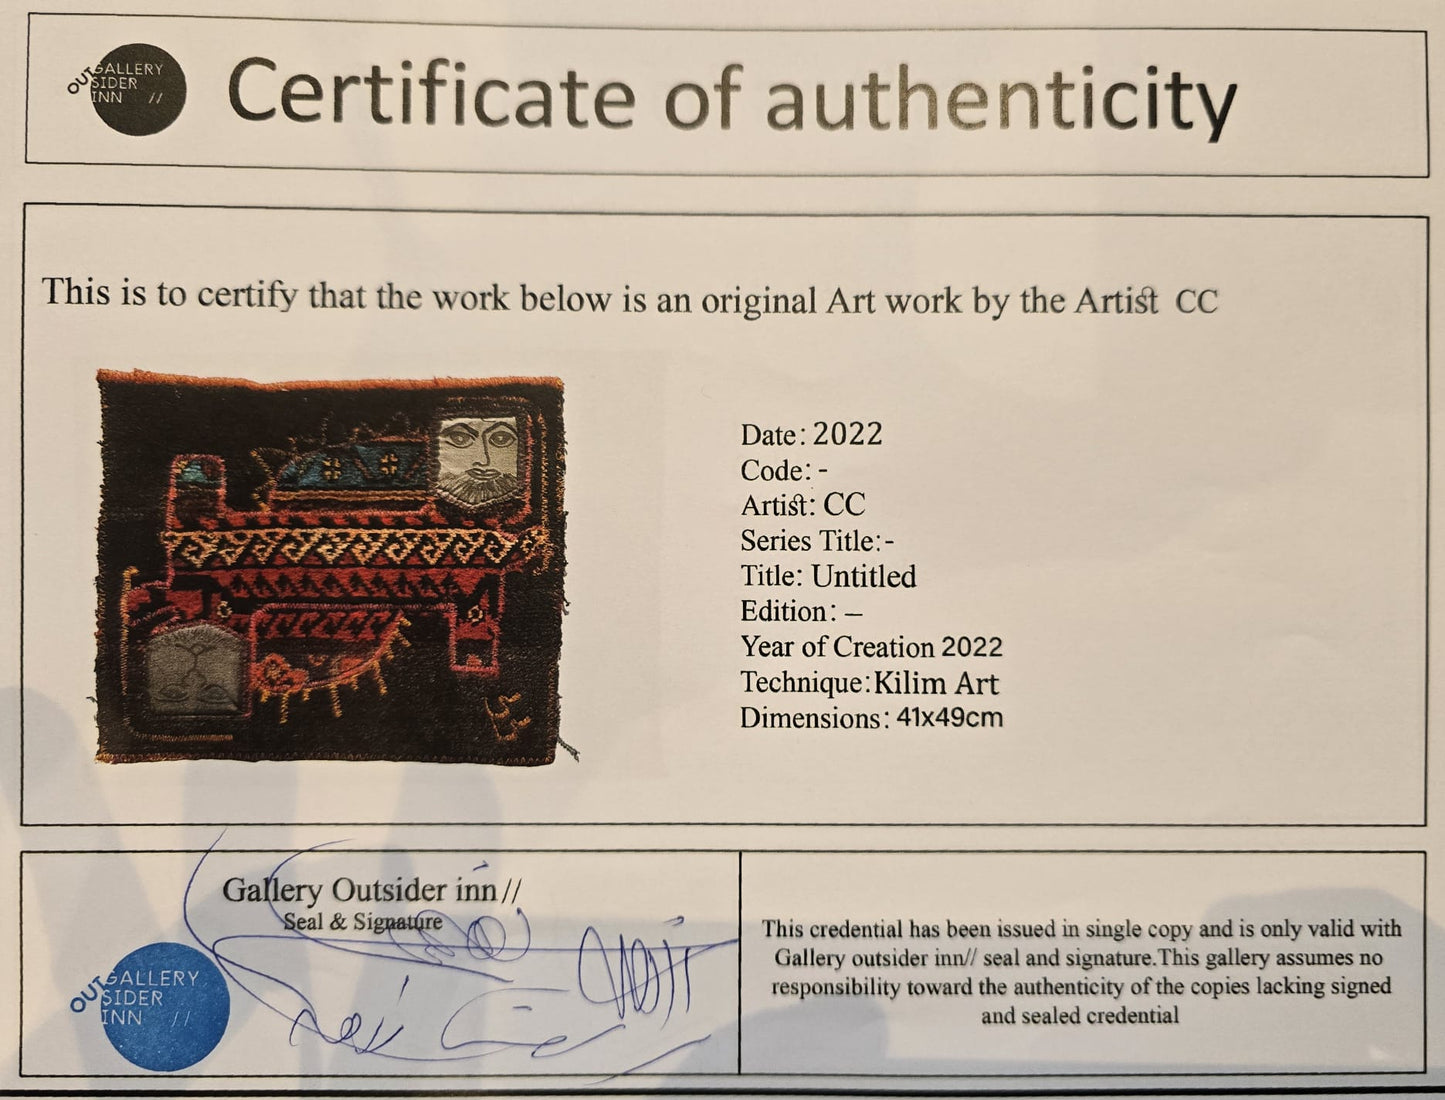 OUT GALLERY
SIDER
INN //
Certificate of authenticity
This is to certify that the work below is an original Art work by the Artist CC
Date: 2022
Code: -
Artist: CC
Series Title:-
Title: Untitled
Edition: –
Year of Creation 2022
Technique:Kilim Art
Dimensions: 41x49cm
Gallery Outsider inn//
Seal & Signature
OUT GALLERY
SIDER
INN //
This credential has been issued in single copy and is only valid with
Gallery outsider inn// seal and signature.This gallery assumes no
responsibility toward the authenticity of the copies lacking signed
and sealed credential